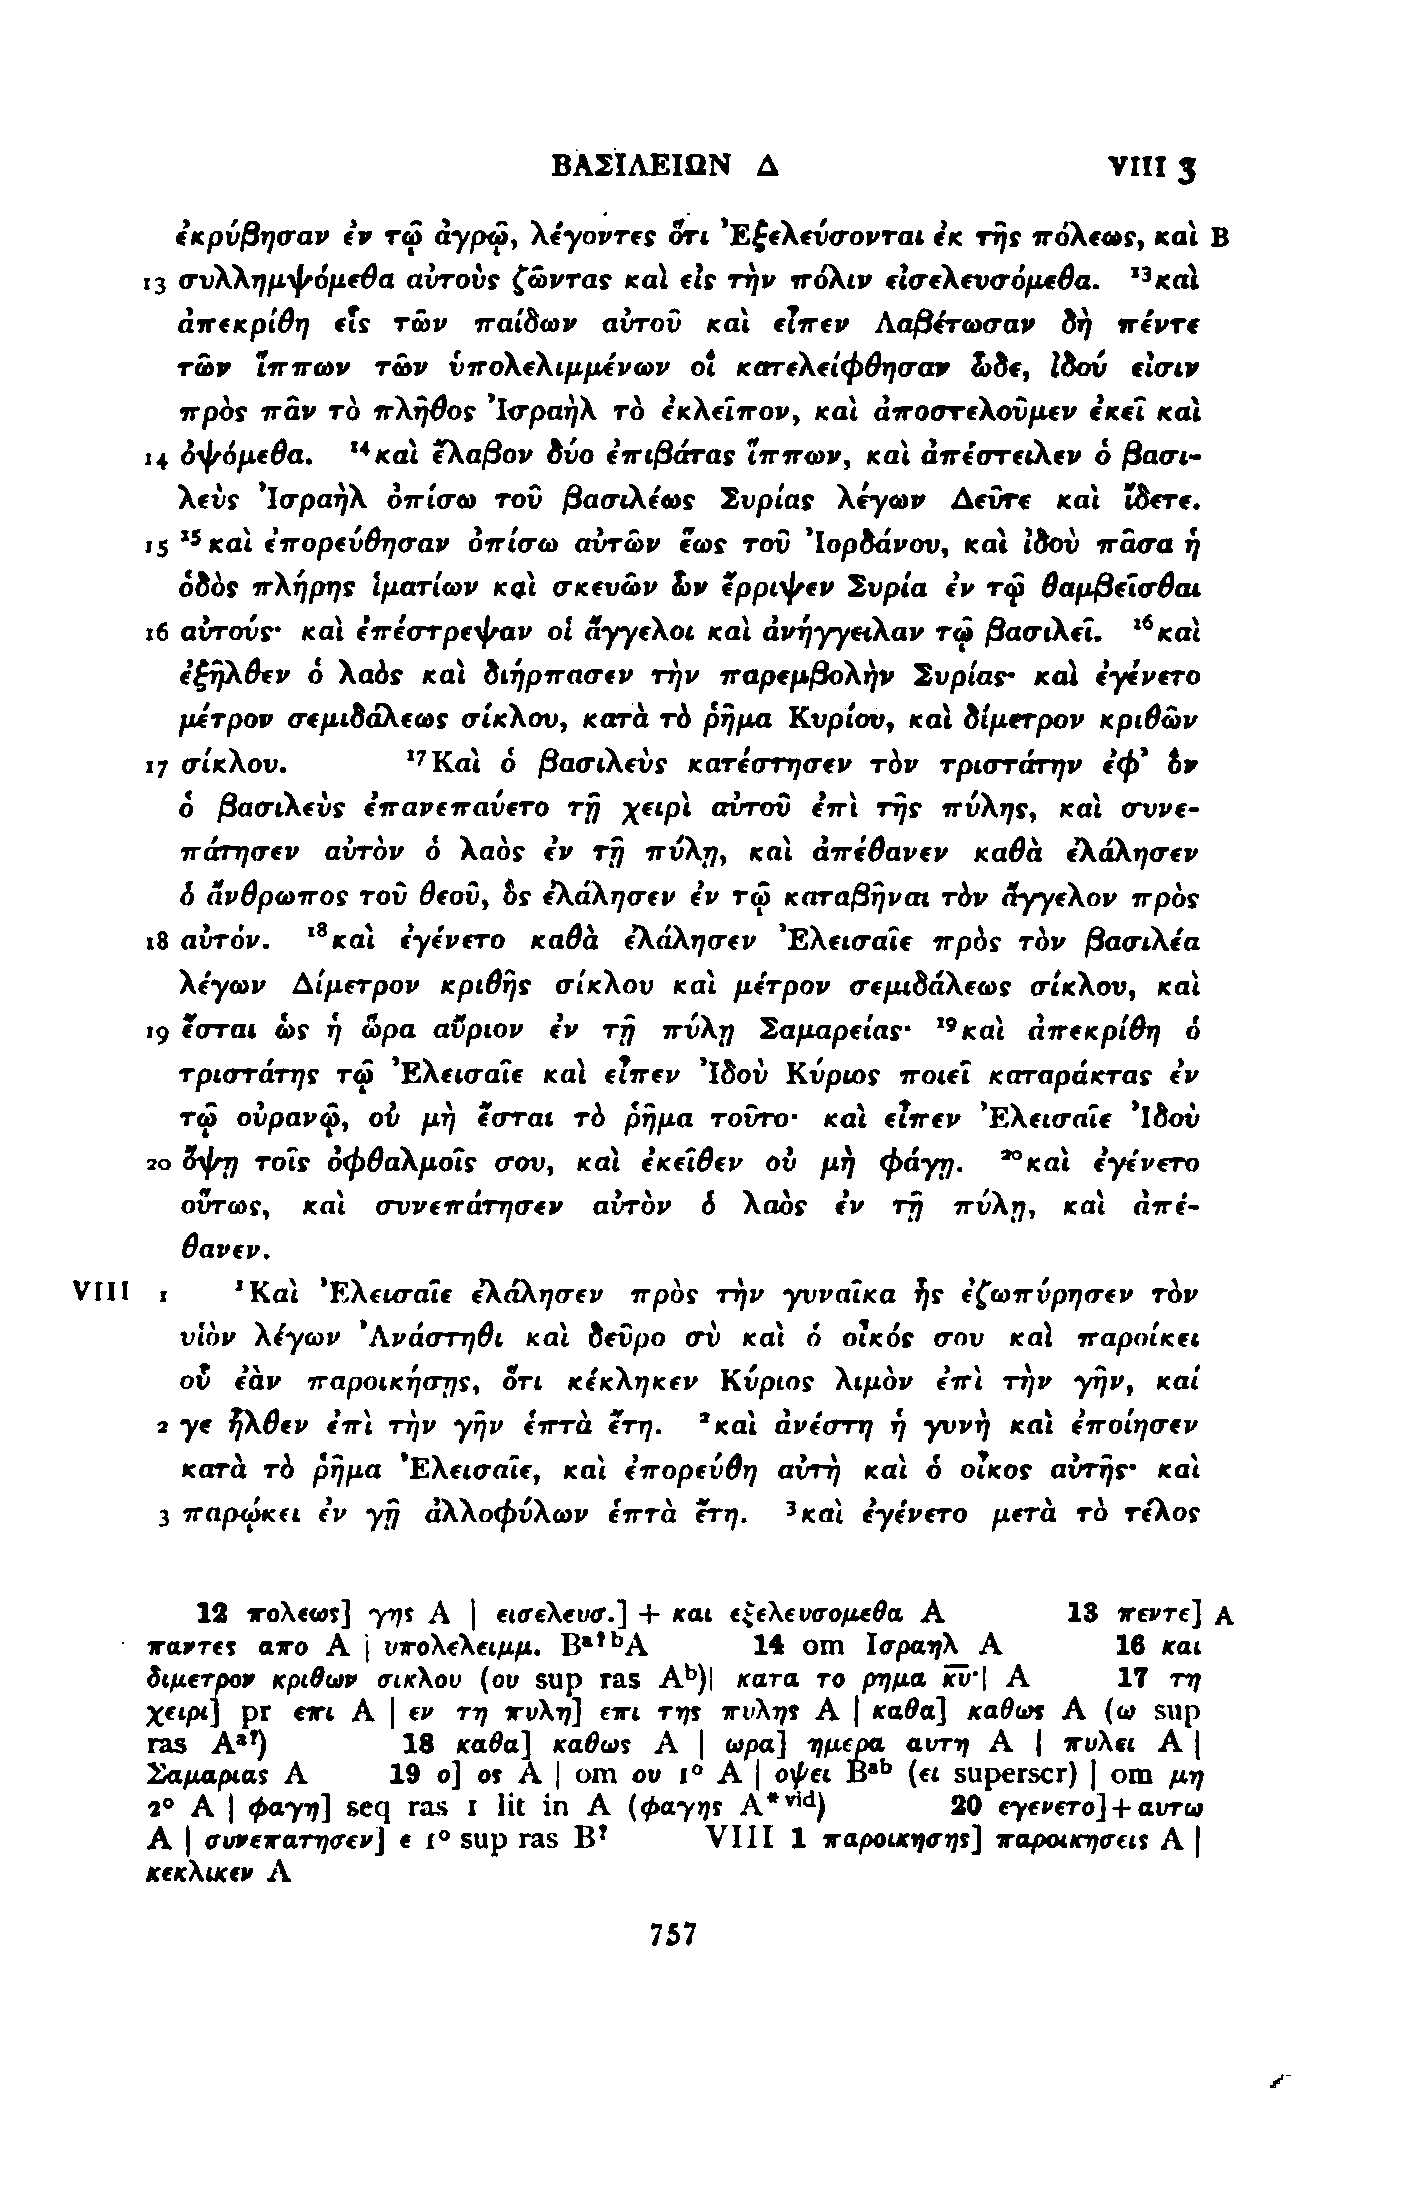 ΒΑΣΙΛΕΙΩΝ Δ VIII 3
ἐκρύβησαν ἐν τῷ ἀγρῷ, λέγοντες ὅτι Ἐξελεύσονται ἐκ τῆς πόλεως, καὶ B
13 συλλημψόμεθα αὐτοὺς ζῶντας καὶ εἰς τὴν πόλιν εἰσελευσόμεθα. ¹³καὶ
ἀπεκρίθη εἷς τῶν παίδων αὐτοῦ καὶ εἶπεν Λαβέτωσαν δὴ πέντε
τῶν ἵππων τῶν ὑπολελιμμένων οἳ κατελείφθησαν ὧδε, ἰδού εἰσιν
πρὸς πᾶν τὸ πλῆθος Ἰσραὴλ τὸ ἐκλεῖπον, καὶ ἀποστελοῦμεν ἐκεῖ καὶ
14 ὀψόμεθα. ¹⁴καὶ ἔλαβον δύο ἐπιβάτας ἵππων, καὶ ἀπέστειλεν ὁ βασι-
λεὺς Ἰσραὴλ ὀπίσω τοῦ βασιλέως Συρίας λέγων Δεῦτε καὶ ἴδετε.
15 ¹⁵καὶ ἐπορεύθησαν ὀπίσω αὐτῶν ἕως τοῦ Ἰορδάνου, καὶ ἰδοὺ πᾶσα ἡ
ὁδὸς πλήρης ἱματίων καὶ σκευῶν ὧν ἔρριψεν Συρία ἐν τῷ θαμβεῖσθαι
16 αὐτούς· καὶ ἐπέστρεψαν οἱ ἄγγελοι καὶ ἀνήγγειλαν τῷ βασιλεῖ. ¹⁶καὶ
ἐξῆλθεν ὁ λαὸς καὶ διήρπασεν τὴν παρεμβολὴν Συρίας· καὶ ἐγένετο
μέτρον σεμιδάλεως σίκλου, κατὰ τὸ ῥῆμα Κυρίου, καὶ δίμετρον κριθῶν
17 σίκλου. ¹⁷Καὶ ὁ βασιλεὺς κατέστησεν τὸν τριστάτην ἐφ' ὃν
ὁ βασιλεὺς ἐπανεπαύετο τῇ χειρὶ αὐτοῦ ἐπὶ τῆς πύλης, καὶ συνε-
πάτησεν αὐτὸν ὁ λαὸς ἐν τῇ πύλῃ, καὶ ἀπέθανεν καθὰ ἐλάλησεν
ὁ ἄνθρωπος τοῦ θεοῦ, ὃς ἐλάλησεν ἐν τῷ καταβῆναι τὸν ἄγγελον πρὸς
18 αὐτόν. ¹⁸καὶ ἐγένετο καθὰ ἐλάλησεν Ἐλεισαῖε πρὸς τὸν βασιλέα
λέγων Δίμετρον κριθῆς σίκλου καὶ μέτρον σεμιδάλεως σίκλου, καὶ
19 ἔσται ὡς ἡ ὥρα αὔριον ἐν τῇ πύλῃ Σαμαρείας· ¹⁹καὶ ἀπεκρίθη ὁ
τριστάτης τῷ Ἐλεισαῖε καὶ εἶπεν Ἰδοὺ Κύριος ποιεῖ καταράκτας ἐν
τῷ οὐρανῷ, οὐ μὴ ἔσται τὸ ῥῆμα τοῦτο· καὶ εἶπεν Ἐλεισαῖε Ἰδοὺ
20 ὄψῃ τοῖς ὀφθαλμοῖς σου, καὶ ἐκεῖθεν οὐ μὴ φάγῃ. ²⁰καὶ ἐγένετο
οὕτως, καὶ συνεπάτησεν αὐτὸν ὁ λαὸς ἐν τῇ πύλῃ, καὶ ἀπέ-
θανεν.
VIII 1 ¹Καὶ Ἐλεισαῖε ἐλάλησεν πρὸς τὴν γυναῖκα ἧς ἐζωπύρησεν τὸν
υἱὸν λέγων Ἀνάστηθι καὶ δεῦρο σὺ καὶ ὁ οἶκός σου καὶ παροίκει
οὗ ἐὰν παροικήσῃς, ὅτι κέκληκεν Κύριος λιμὸν ἐπὶ τὴν γῆν, καί
2 γε ἦλθεν ἐπὶ τὴν γῆν ἑπτὰ ἔτη. ²καὶ ἀνέστη ἡ γυνὴ καὶ ἐποίησεν
κατὰ τὸ ῥῆμα Ἐλεισαῖε, καὶ ἐπορεύθη αὐτὴ καὶ ὁ οἶκος αὐτῆς· καὶ
3 παρῴκει ἐν γῇ ἀλλοφύλων ἑπτὰ ἔτη. ³καὶ ἐγένετο μετὰ τὸ τέλος
12 πολεως] γης A | εισελευσ.] + και εξελευσομεθα A 13 πεντε] A
παντες απο A | υπολελειμμ. Bᵃ?ᵇA 14 om Ισραηλ A 16 και
διμετρον κριθων σικλου (ου sup ras Aᵇ)| κατα το ρημα κ̅υ̅·| A 17 τη
χειρι] pr επι A | εν τη πυλη] επι της πυλης A | καθα] καθως A (ω sup
ras Aᵃ?) 18 καθα] καθως A | ωρα] ημερα αυτη A | πυλει A |
Σαμαριας A 19 ο] ος A | om ου 1° A | οψει Bᵃᵇ (ει superscr) | om μη
2° A | φαγη] seq ras 1 lit in A (φαγης A*ᵛⁱᵈ) 20 εγενετο]+αυτω
A | συνεπατησεν] ε 1° sup ras B? VIII 1 παροικησης] παροικησεις A |
κεκλικεν A
757